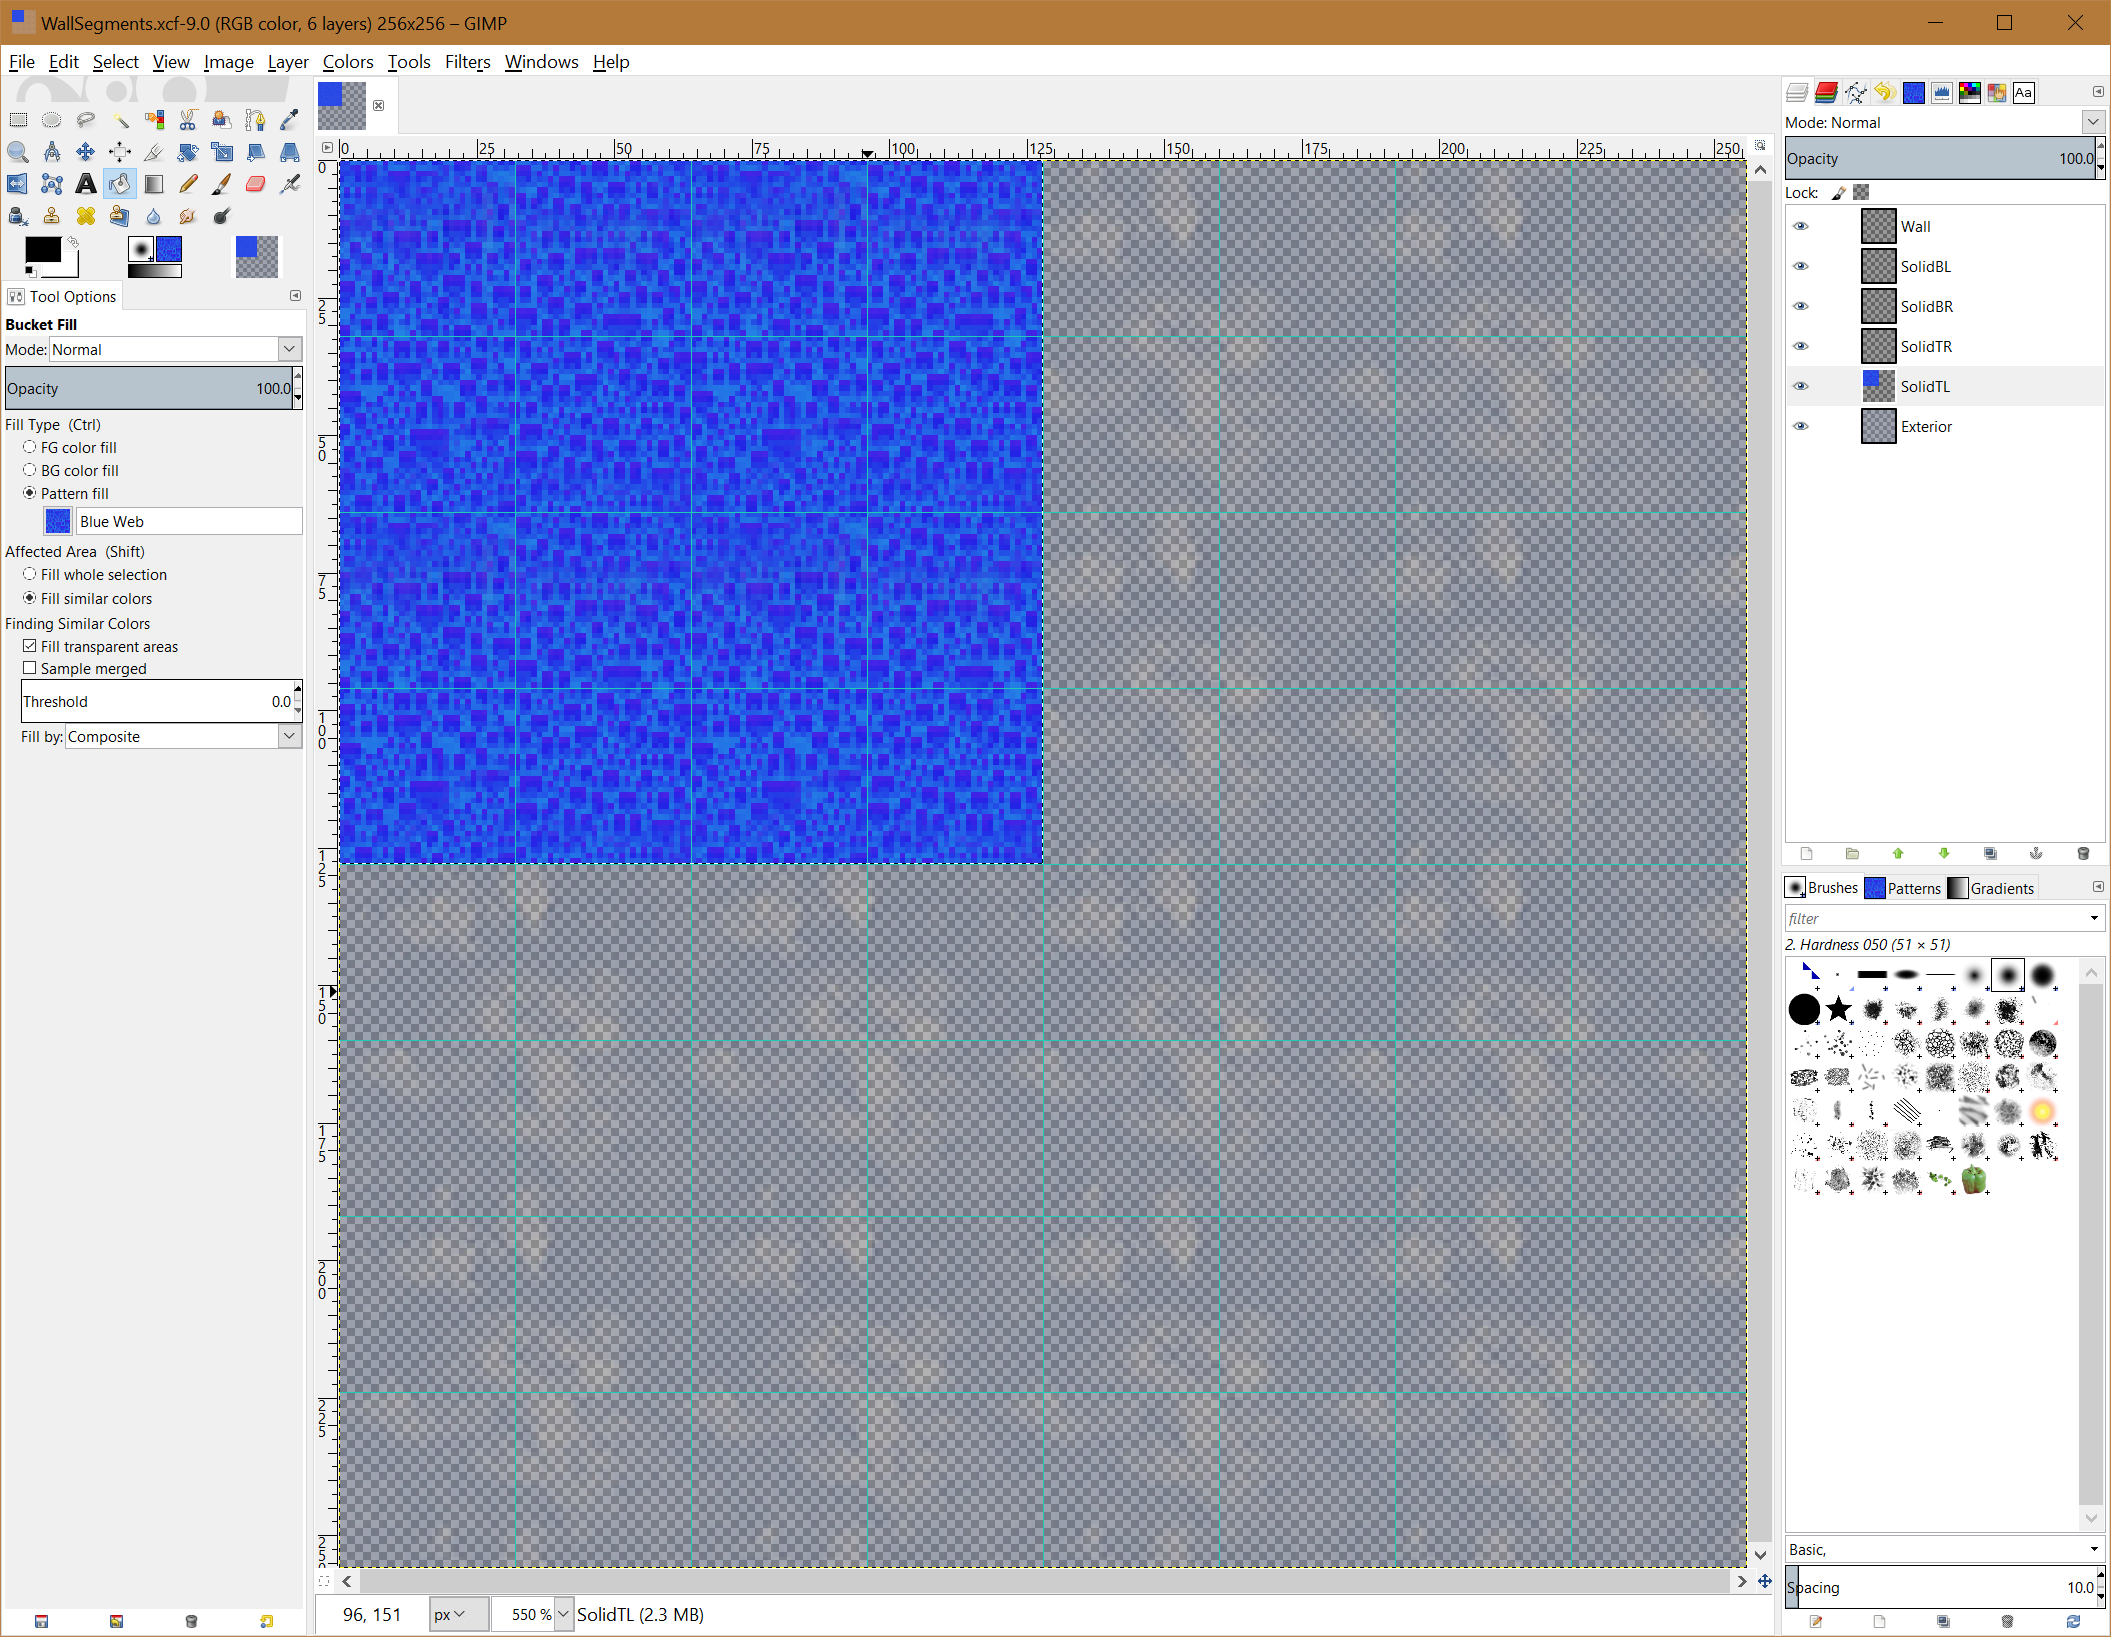 WallSegments.xcf-9.0 (RGB color, 6 layers) 256x256 – GIMP
File Edit Select View Image Layer Colors Tools Filters Windows Help
Tool Options
Bucket Fill
Mode: Normal
Opacity 100.0
Fill Type (Ctrl)
FG color fill
BG color fill
Pattern fill
Blue Web
Affected Area (Shift)
Fill whole selection
Fill similar colors
Finding Similar Colors
Fill transparent areas
Sample merged
Threshold 0.0
Fill by: Composite
0 25 50 75 100 125 150 175 200 225 250
0
25
50
75
100
125
150
175
200
225
250
96, 151 px 550 % SolidTL (2.3 MB)
Aa
Mode: Normal
Opacity 100.0
Lock:
Wall
SolidBL
SolidBR
SolidTR
SolidTL
Exterior
Brushes Patterns Gradients
filter
2. Hardness 050 (51 × 51)
Basic,
Spacing 10.0